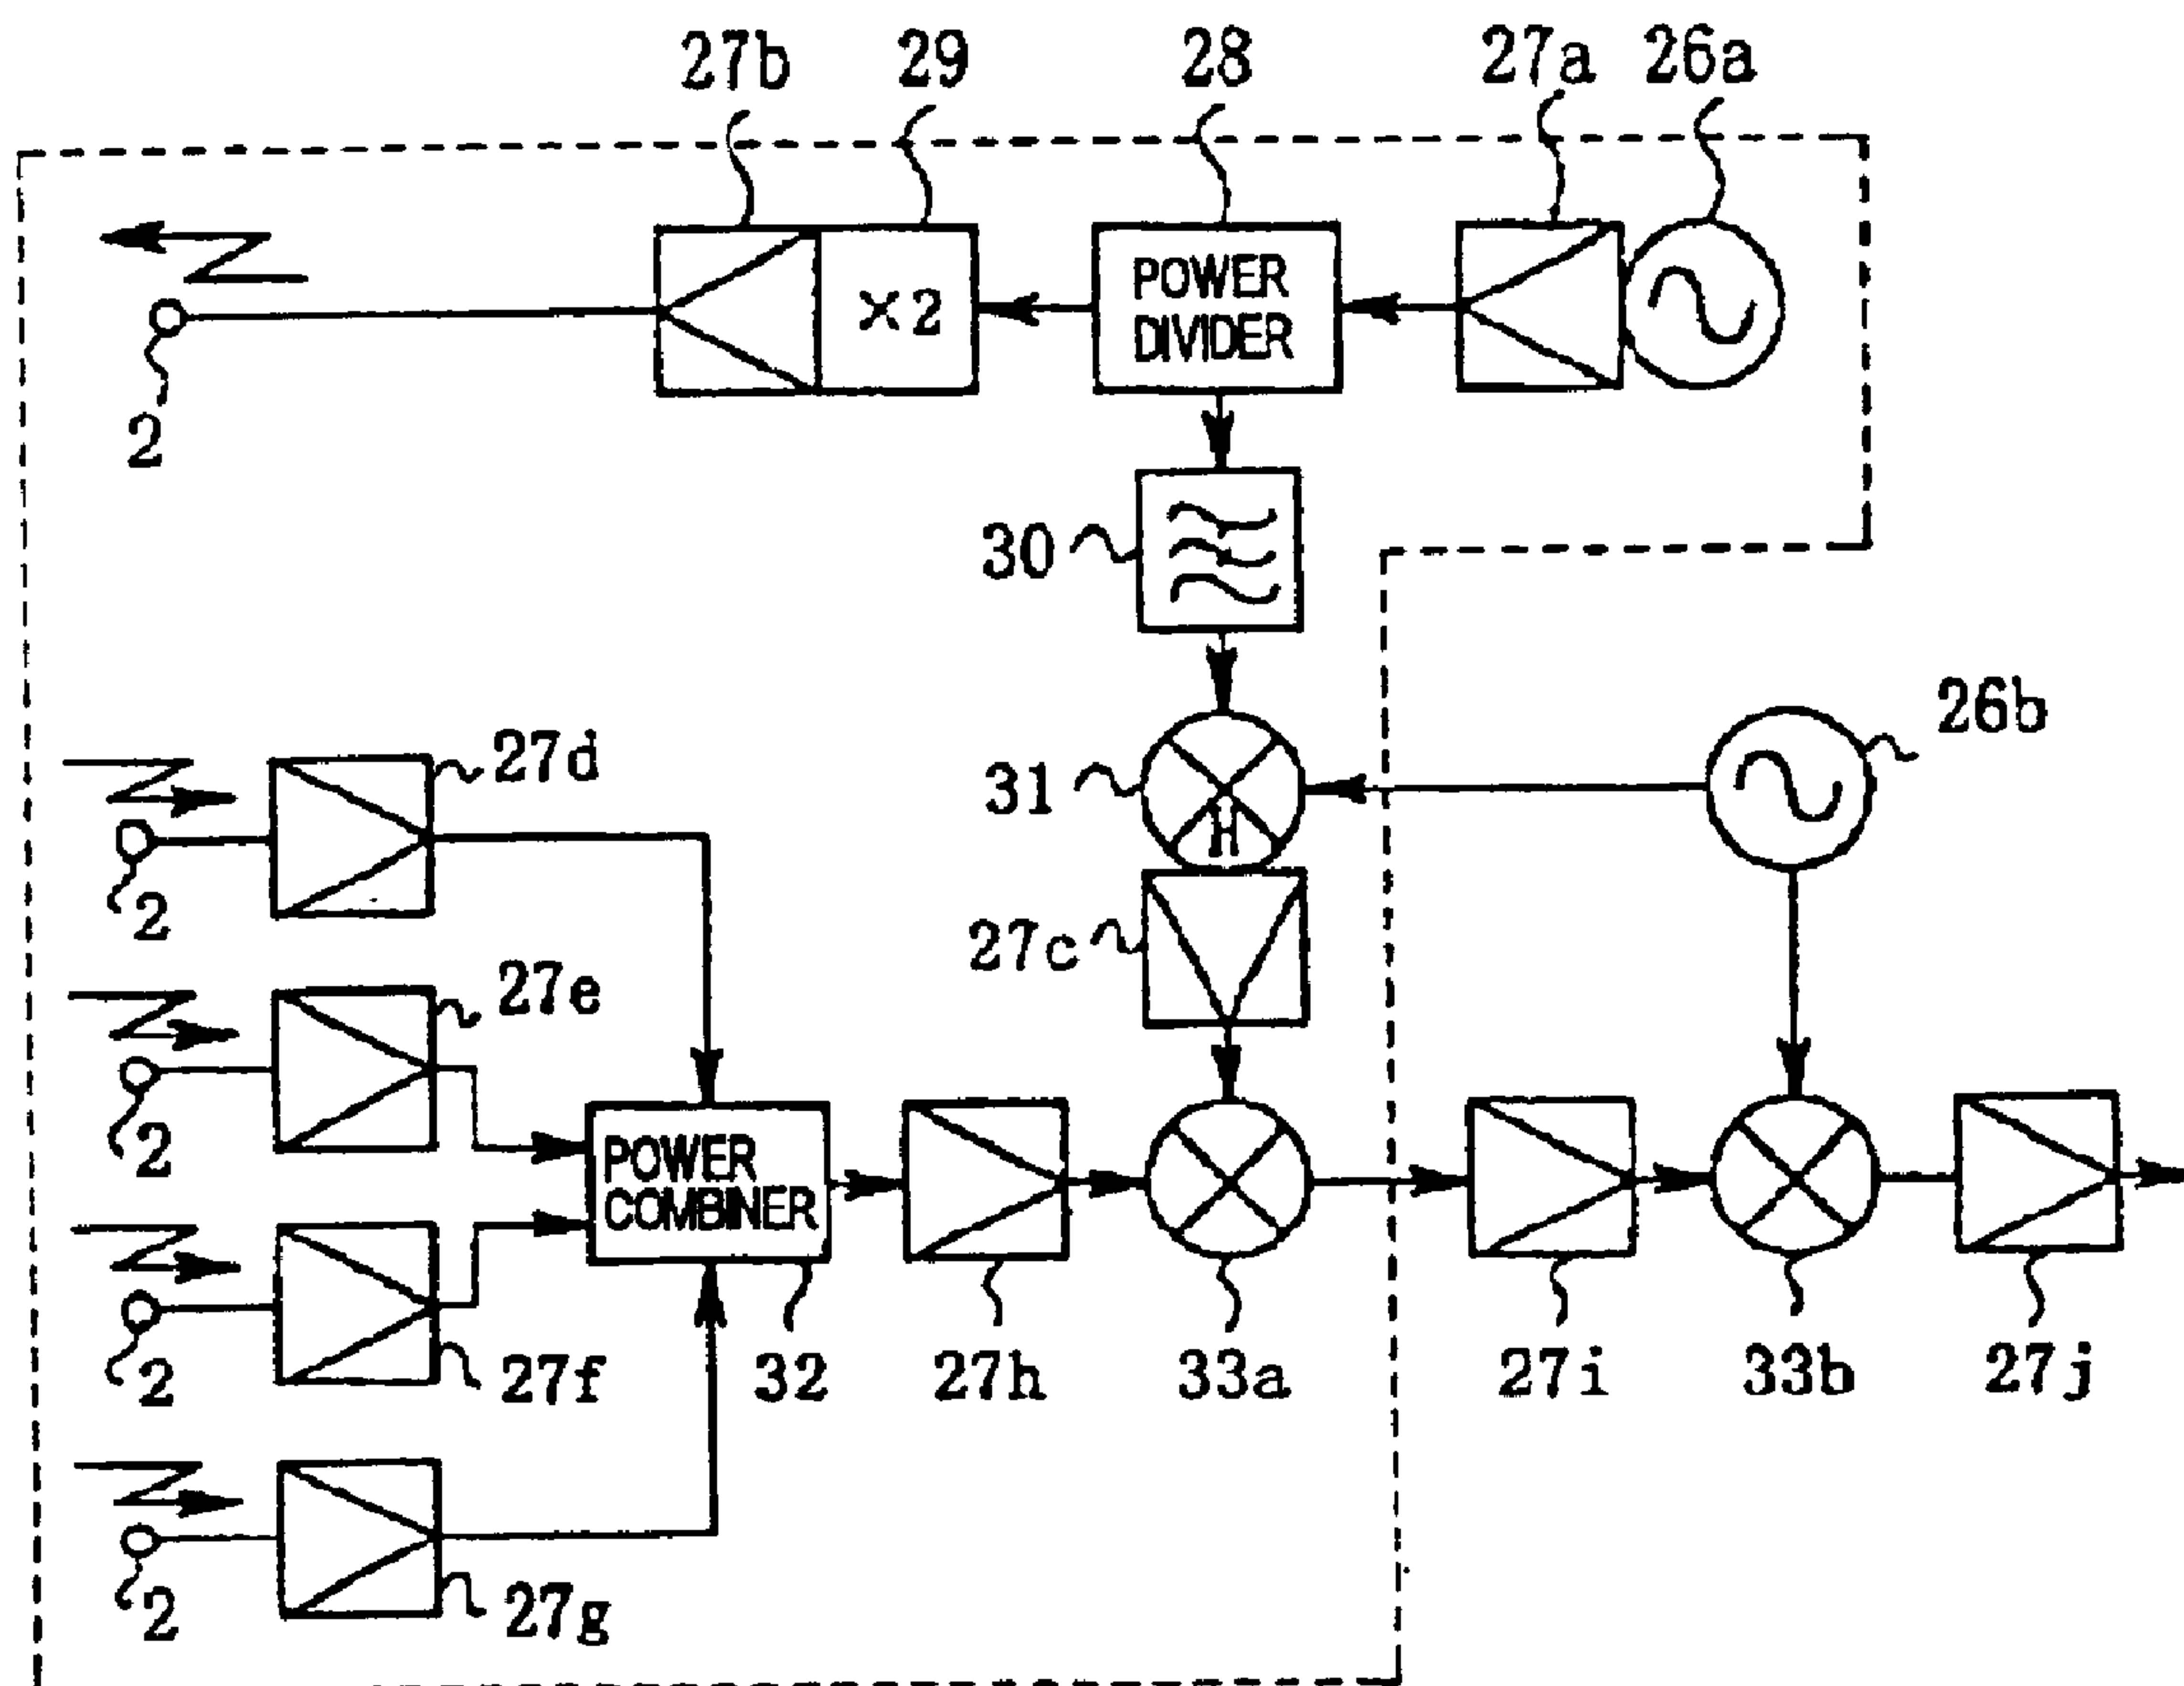 27b 29 28 27a 26a
×2
POWER
DIVIDER
2
30
26b
27d
31
H
2
27c
27e
2
POWER
COMBINER
2
27f 32 27h 33a 27i 33b 27j
2
27g